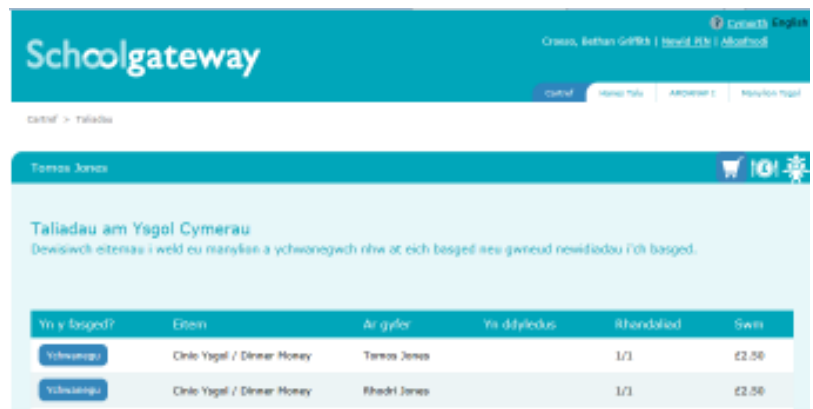 Cymorth English
Schoolgateway
Croeso, Bethan Griffith | Newid PIN | Allgofnodi
Cartref Hanes Talu Manylion Ysgol
Cartref > Taliadau
Tomos Jones
Taliadau am Ysgol Cymerau
Dewisiwch eitemau i weld eu manylion a ychwanegwch nhw at eich basged neu gwneud newidiadau i'ch basged.
Yn y fasged? Eitem Ar gyfer Yn ddyledus Rhandaliad Swm
Ychwanegu Cinio Ysgol / Dinner Money Tomos Jones 1/1 £2.50
Ychwanegu Cinio Ysgol / Dinner Money Rhodri Jones 1/1 £2.50